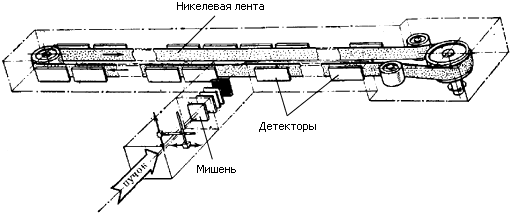 Никелевая лента
Детекторы
Мишень
пучок